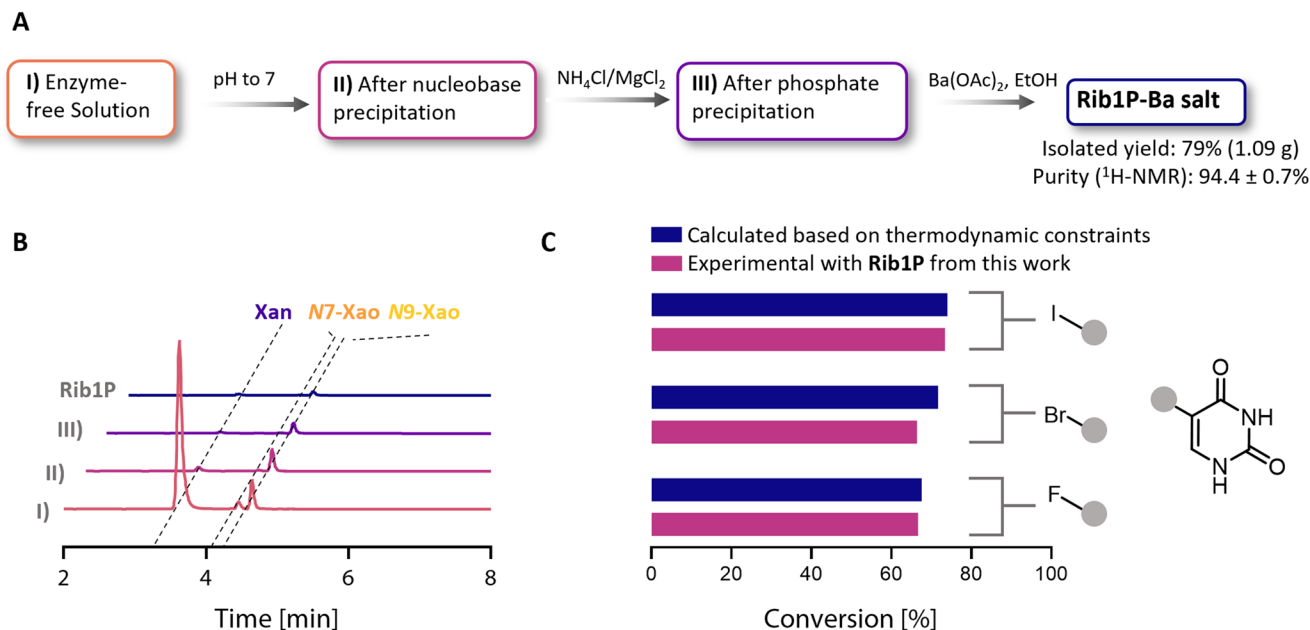 A
I) Enzyme-
free Solution
pH to 7
II) After nucleobase
precipitation
NH₄Cl/MgCl₂
III) After phosphate
precipitation
Ba(OAc)₂, EtOH
Rib1P-Ba salt
Isolated yield: 79% (1.09 g)
Purity (¹H-NMR): 94.4 ± 0.7%
B
Xan N7-Xao N9-Xao
Rib1P
III)
II)
I)
2 4 6 8
Time [min]
C
Calculated based on thermodynamic constraints
Experimental with Rib1P from this work
I
Br
F
0 20 40 60 80 100
Conversion [%]
O
NH
N
H
O